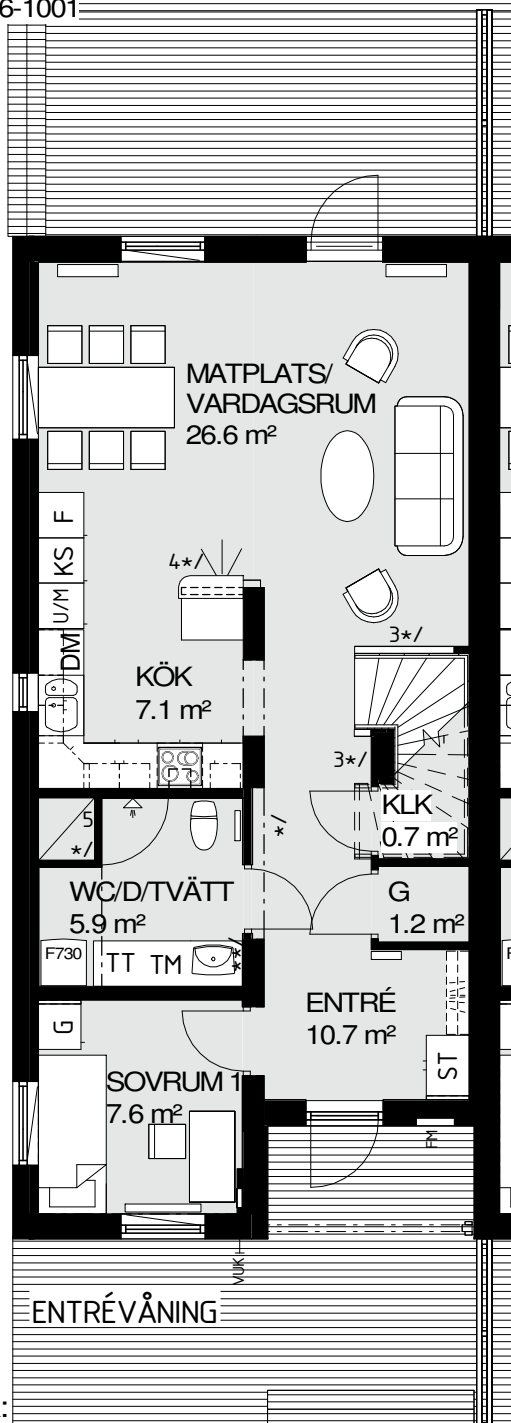 6-1001
MATPLATS/
VARDAGSRUM
26.6 m²
F
KS
U/M
DM
4*/
3*/
KÖK
7.1 m²
3*/
KLK
0.7 m²
5
*/
*/
WC/D/TVÄTT
5.9 m²
G
1.2 m²
F730
TT
TM
**/
ENTRÉ
10.7 m²
G
ST
SOVRUM 1
7.6 m²
FM
VUK
ENTRÉVÅNING